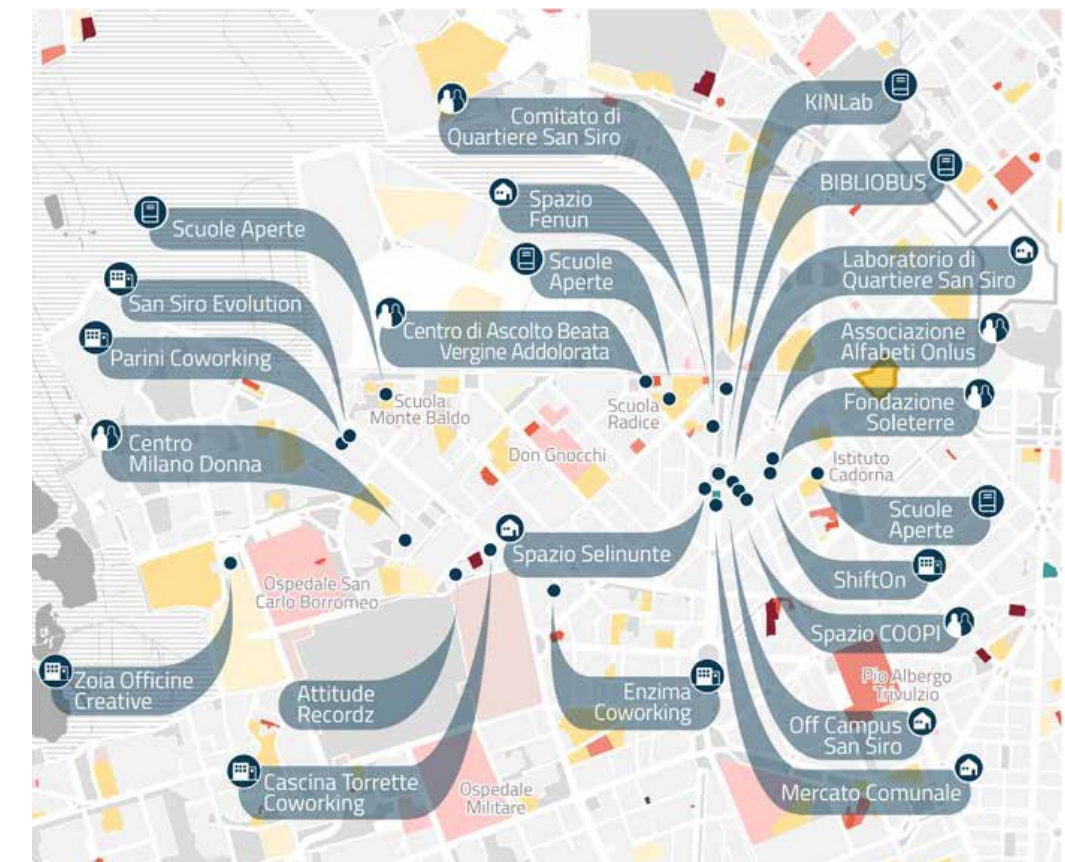 KINLab
Comitato di
Quartiere San Siro
BIBLIOBUS
Spazio
Fenun
Scuole Aperte
Scuole
Aperte
Laboratorio di
Quartiere San Siro
San Siro Evolution
Centro di Ascolto Beata
Vergine Addolorata
Associazione
Alfabeti Onlus
Parini Coworking
Scuola
Monte Baldo
Scuola
Radice
Fondazione
Soleterre
Centro
Milano Donna
Don Gnocchi
Istituto
Cadorna
Scuole
Aperte
Spazio Selinunte
Ospedale San
Carlo Borromeo
ShiftOn
Spazio COOPI
Zoia Officine
Creative
Attitude
Recordz
Enzima
Coworking
Pio Albergo
Trivulzio
Off Campus
San Siro
Cascina Torrette
Coworking
Ospedale
Militare
Mercato Comunale